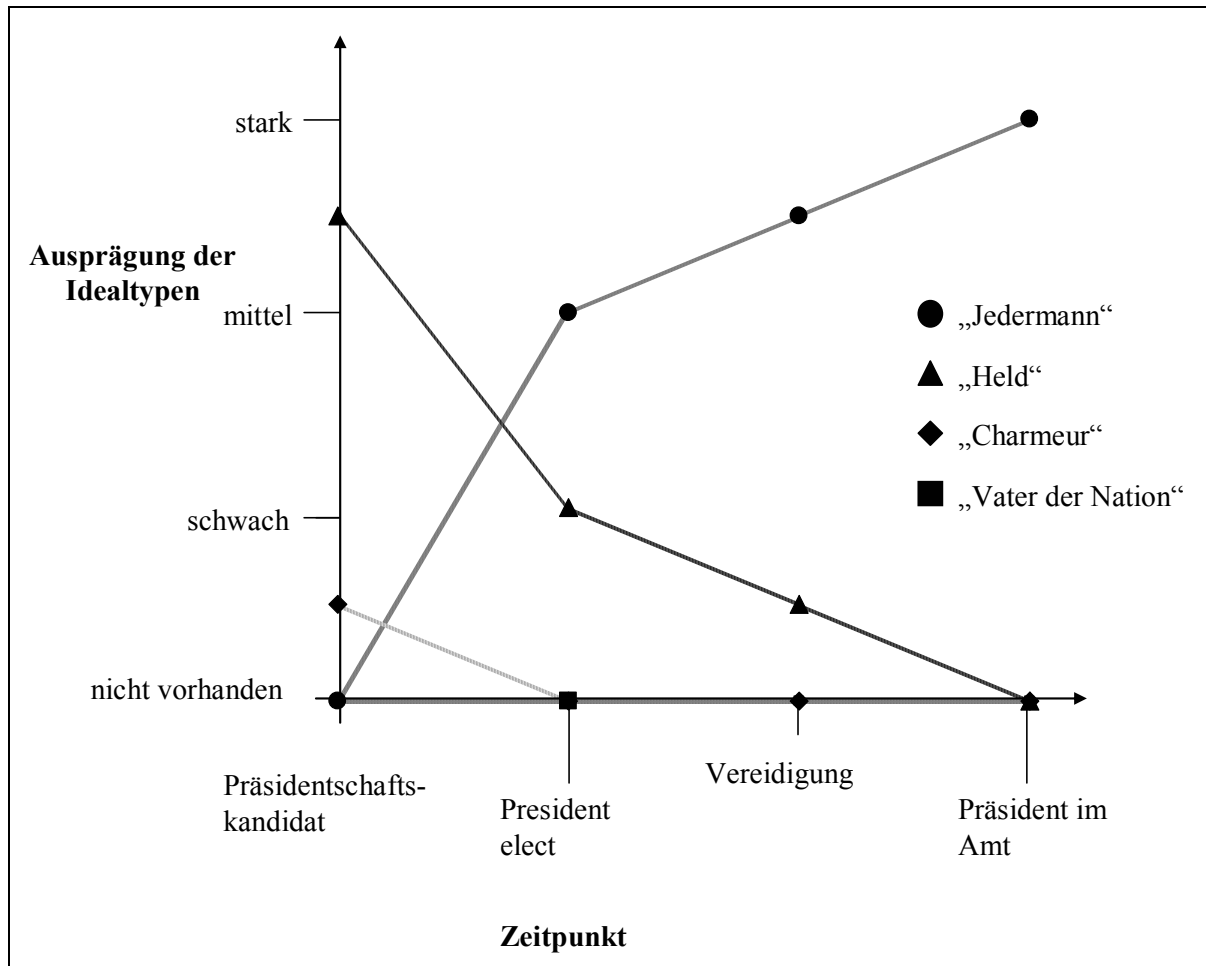 stark
Ausprägung der
Idealtypen
mittel
„Jedermann“
„Held“
„Charmeur“
„Vater der Nation“
schwach
nicht vorhanden
Präsidentschafts-
kandidat
President
elect
Vereidigung
Präsident im
Amt
Zeitpunkt